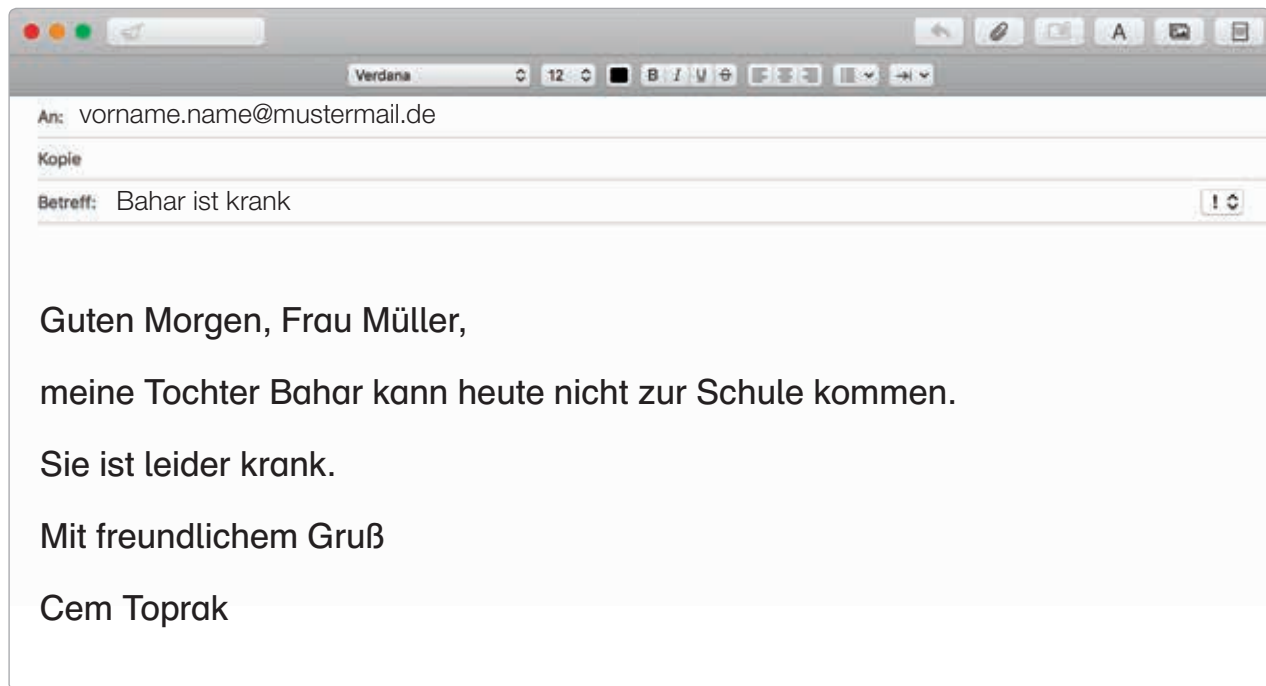 A
Verdana 12 B I U S
An: vorname.name@mustermail.de
Kopie
Betreff: Bahar ist krank !
Guten Morgen, Frau Müller,
meine Tochter Bahar kann heute nicht zur Schule kommen.
Sie ist leider krank.
Mit freundlichem Gruß
Cem Toprak